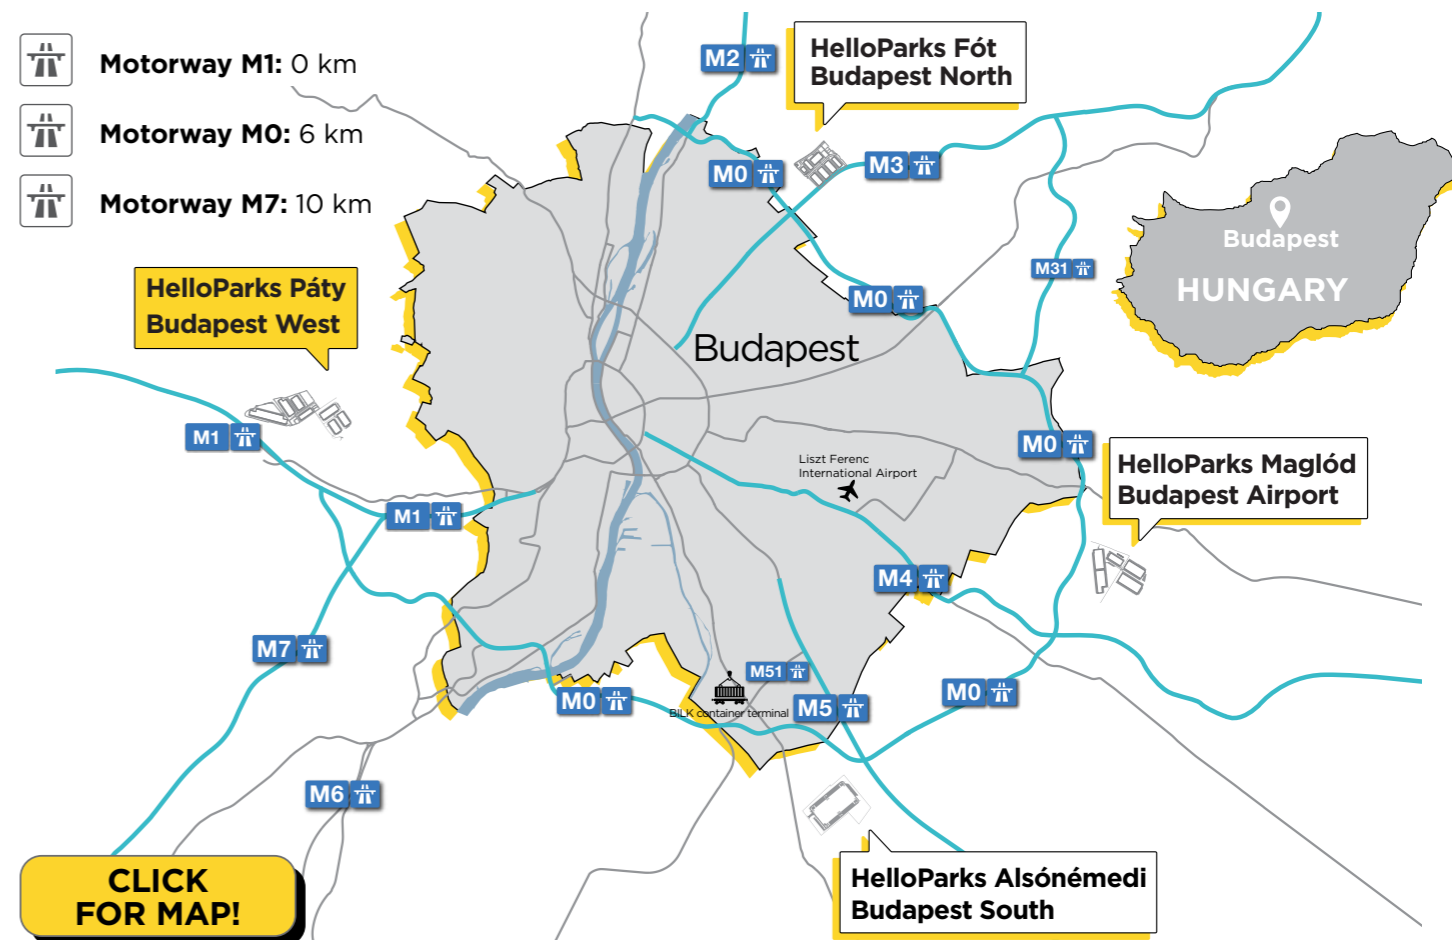 Motorway M1: 0 km
Motorway M0: 6 km
Motorway M7: 10 km
M2
HelloParks Fót
Budapest North
M0
M3
Budapest
HUNGARY
M31
M0
HelloParks Páty
Budapest West
Budapest
M1
M0
Liszt Ferenc
International Airport
HelloParks Maglód
Budapest Airport
M1
M4
M7
M51
M0
M0
BILK container terminal
M5
M6
CLICK
FOR MAP!
HelloParks Alsónémedi
Budapest South